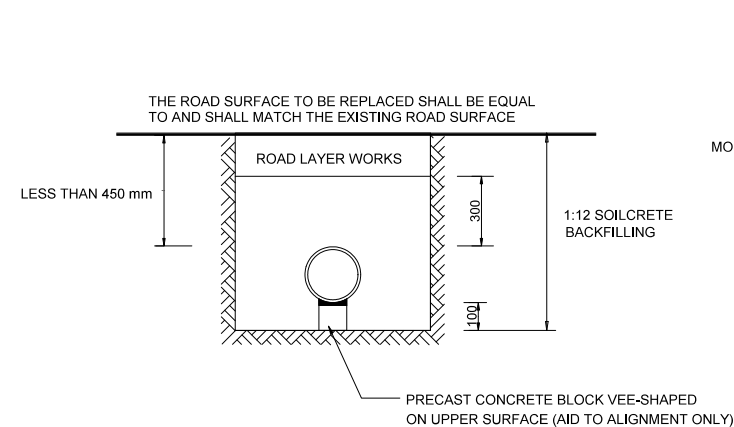 THE ROAD SURFACE TO BE REPLACED SHALL BE EQUAL
TO AND SHALL MATCH THE EXISTING ROAD SURFACE
MO
ROAD LAYER WORKS
LESS THAN 450 mm
300
1:12 SOILCRETE
BACKFILLING
100
PRECAST CONCRETE BLOCK VEE-SHAPED
ON UPPER SURFACE (AID TO ALIGNMENT ONLY)